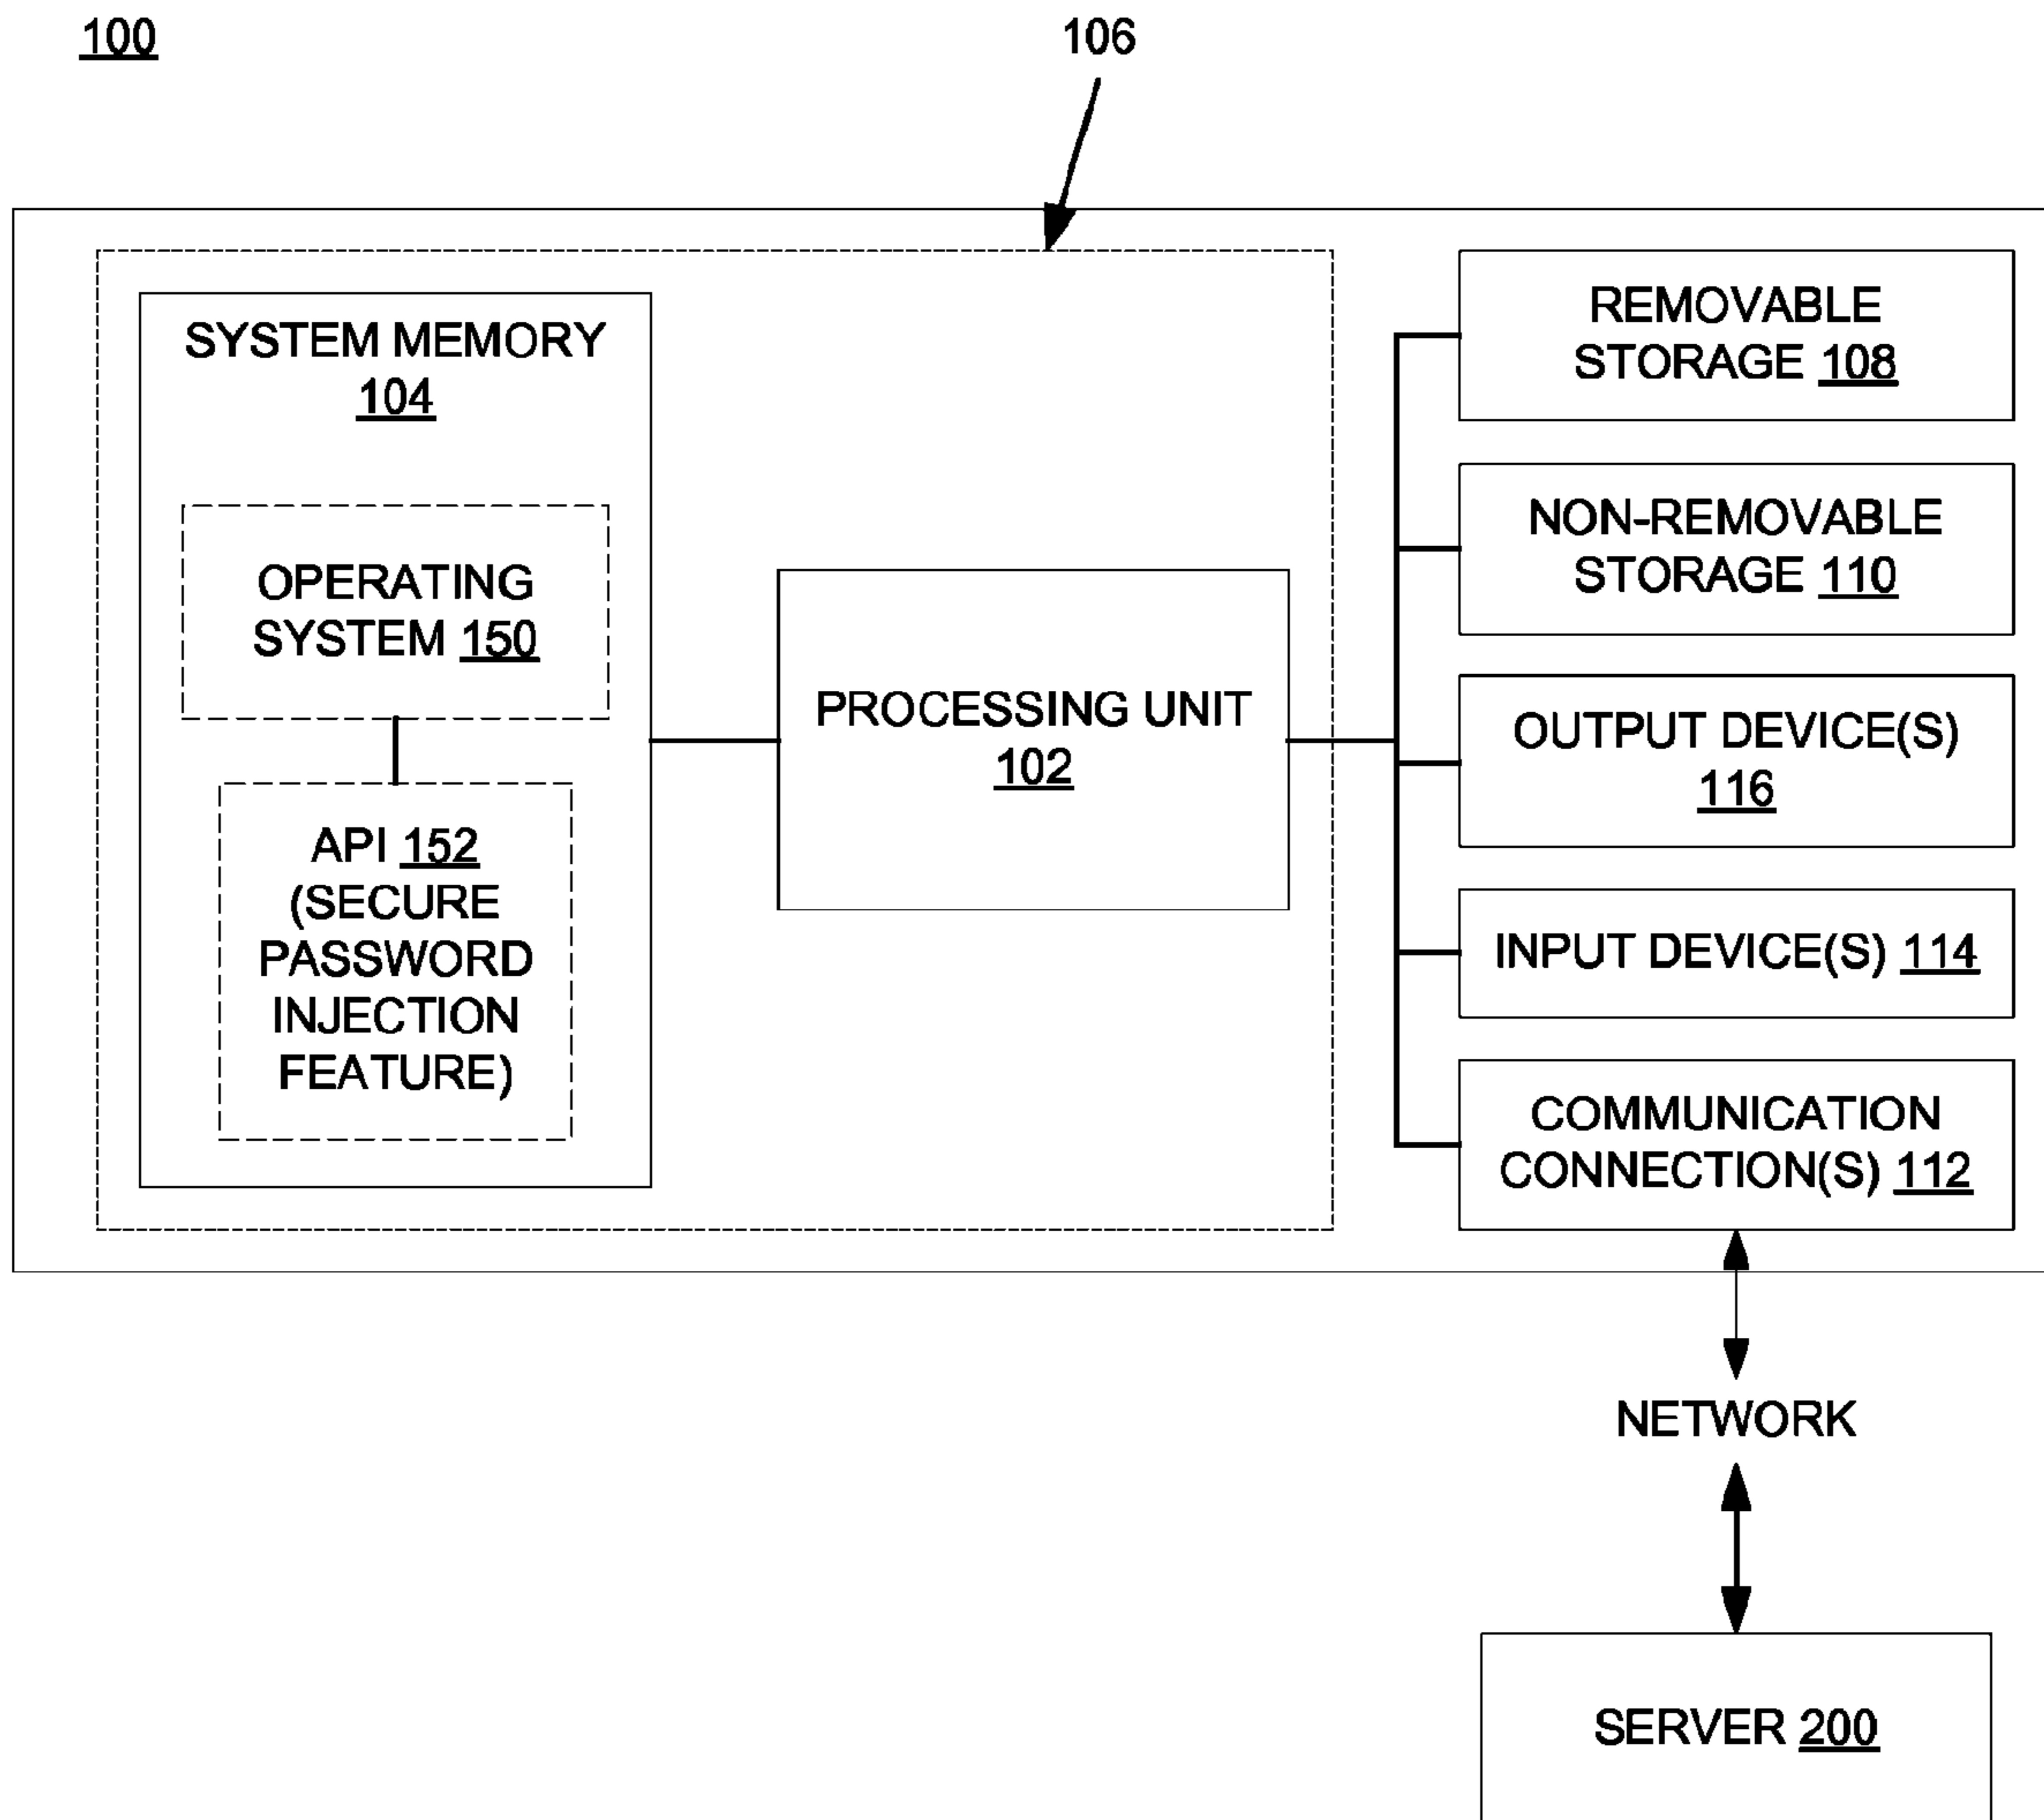 100
106
SYSTEM MEMORY
104
OPERATING
SYSTEM 150
API 152
(SECURE
PASSWORD
INJECTION
FEATURE)
PROCESSING UNIT
102
REMOVABLE
STORAGE 108
NON-REMOVABLE
STORAGE 110
OUTPUT DEVICE(S)
116
INPUT DEVICE(S) 114
COMMUNICATION
CONNECTION(S) 112
NETWORK
SERVER 200